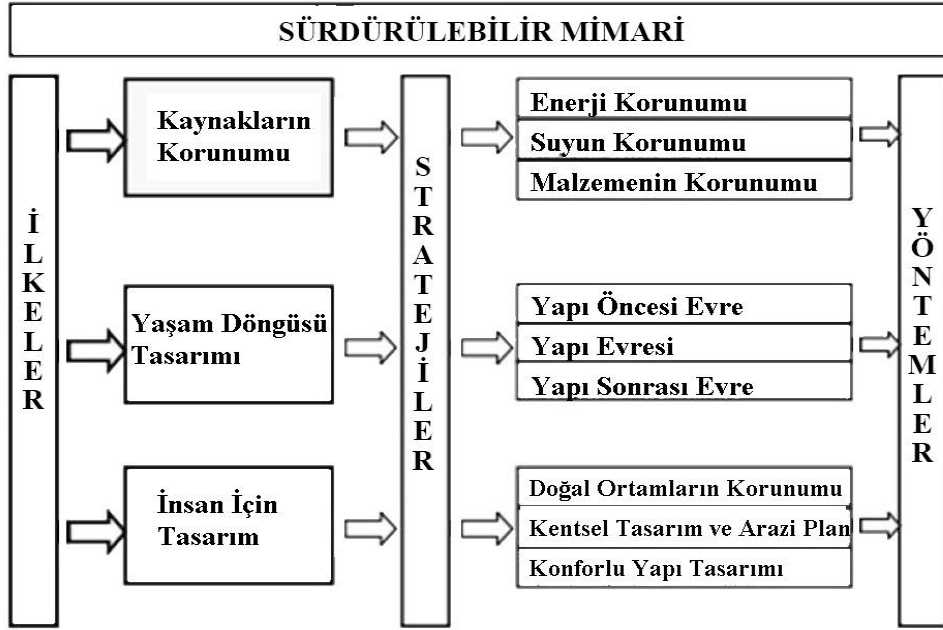 SÜRDÜRÜLEBİLİR MİMARİ
İLKELER
Kaynakların
Korunumu
Yaşam Döngüsü
Tasarımı
İnsan İçin
Tasarım
STRATEJİLER
Enerji Korunumu
Suyun Korunumu
Malzemenin Korunumu
Yapı Öncesi Evre
Yapı Evresi
Yapı Sonrası Evre
Doğal Ortamların Korunumu
Kentsel Tasarım ve Arazi Plan
Konforlu Yapı Tasarımı
YÖNTEMLER